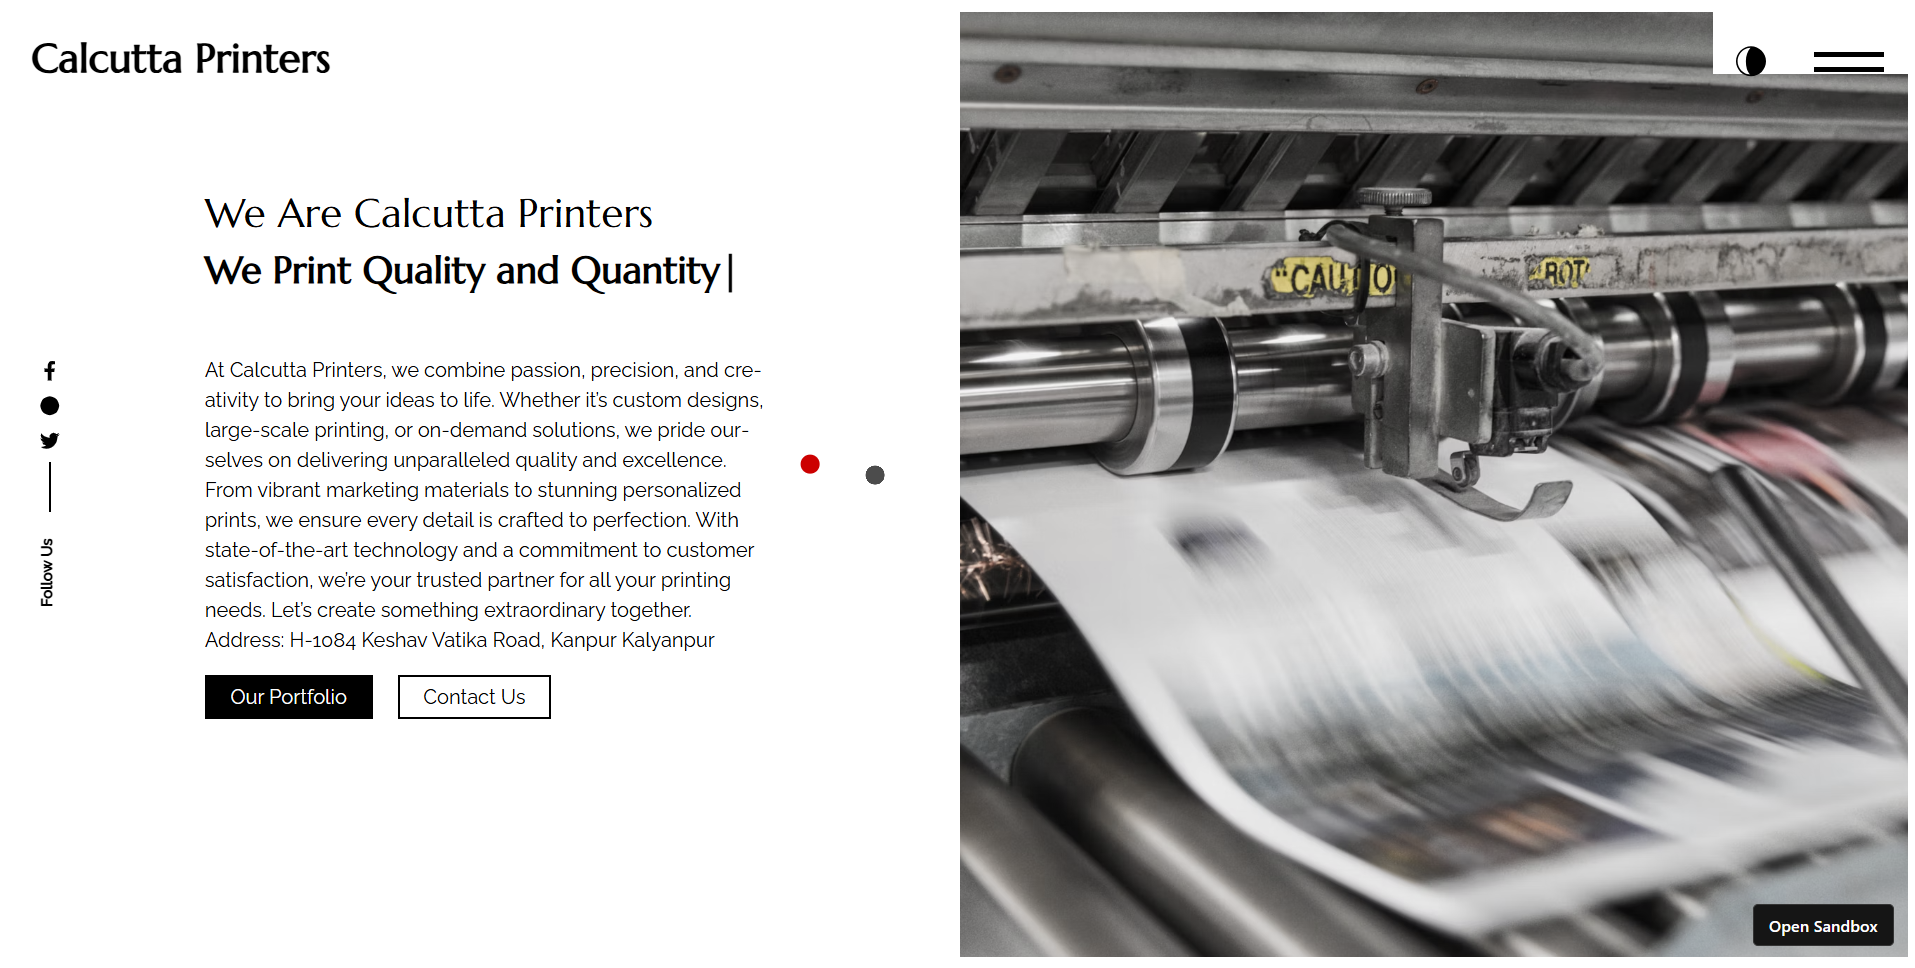 Calcutta Printers
We Are Calcutta Printers
We Print Quality and Quantity|
At Calcutta Printers, we combine passion, precision, and cre-
ativity to bring your ideas to life. Whether it's custom designs,
large-scale printing, or on-demand solutions, we pride our-
selves on delivering unparalleled quality and excellence.
From vibrant marketing materials to stunning personalized
prints, we ensure every detail is crafted to perfection. With
state-of-the-art technology and a commitment to customer
satisfaction, we're your trusted partner for all your printing
needs. Let's create something extraordinary together.
Address: H-1084 Keshav Vatika Road, Kanpur Kalyanpur
Our Portfolio
Contact Us
Follow Us
"CAUTIO
ROT
Open Sandbox